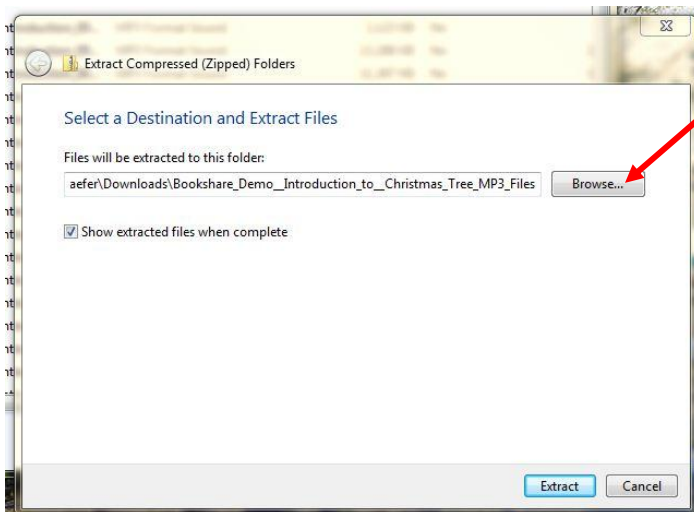 Extract Compressed (Zipped) Folders
Select a Destination and Extract Files
Files will be extracted to this folder:
aefer\Downloads\Bookshare_Demo__Introduction_to__Christmas_Tree_MP3_Files
Browse...
Show extracted files when complete
Extract
Cancel